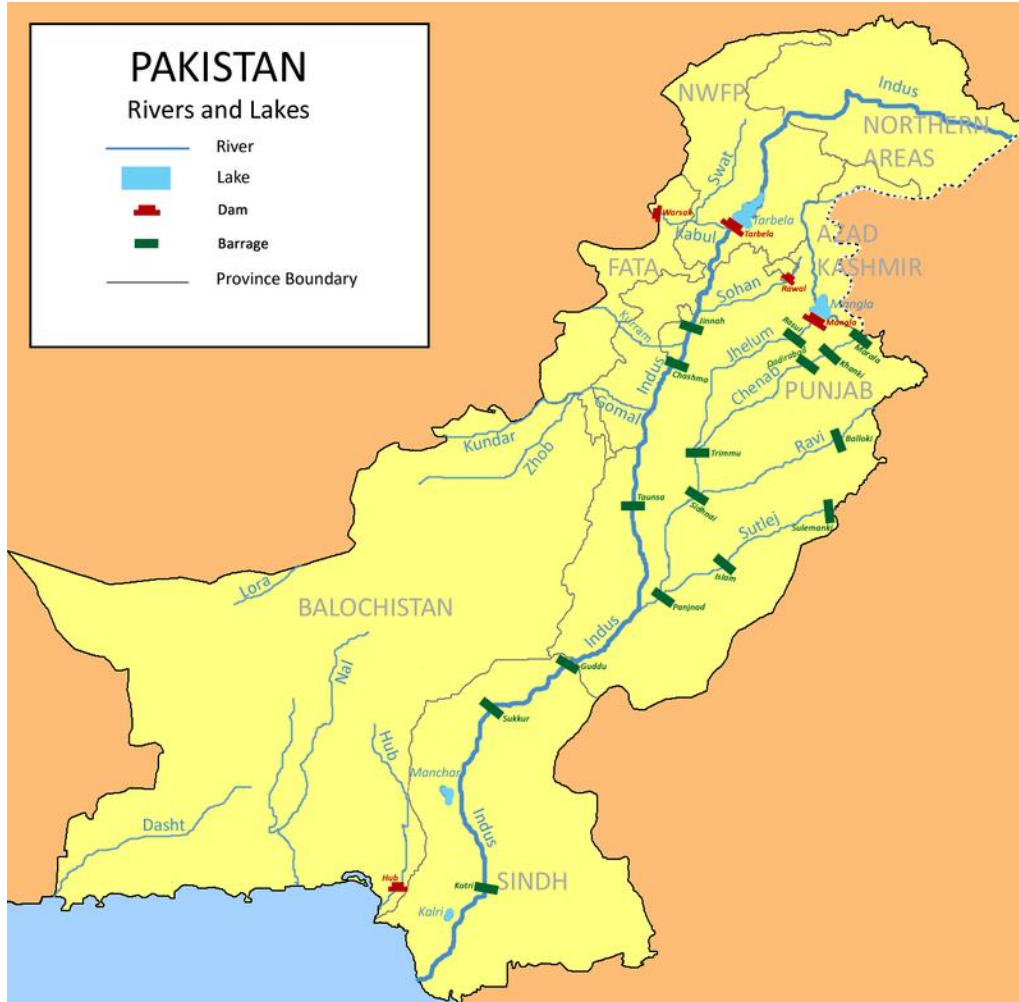 PAKISTAN
Rivers and Lakes
River
Lake
Dam
Barrage
Province Boundary
NWFP
Indus
NORTHERN
AREAS
Swat
Warsak
Kabul
Tarbela
Tarbela
AZAD
KASHMIR
FATA
Sohan
Rawal
Mangla
Mangla
Kurram
Jinnah
Rasul
Marala
Jhelum
Qadirabad
Khanki
Indus
Chashma
Chenab
PUNJAB
Gomal
Kundar
Zhob
Trimmu
Ravi
Balloki
Taunsa
Sidhnai
Sutlej
Sulemanki
Islam
Lora
BALOCHISTAN
Panjnad
Indus
Guddu
Nal
Sukkur
Hub
Manchar
Indus
Dasht
Hub
Kotri
SINDH
Kalri